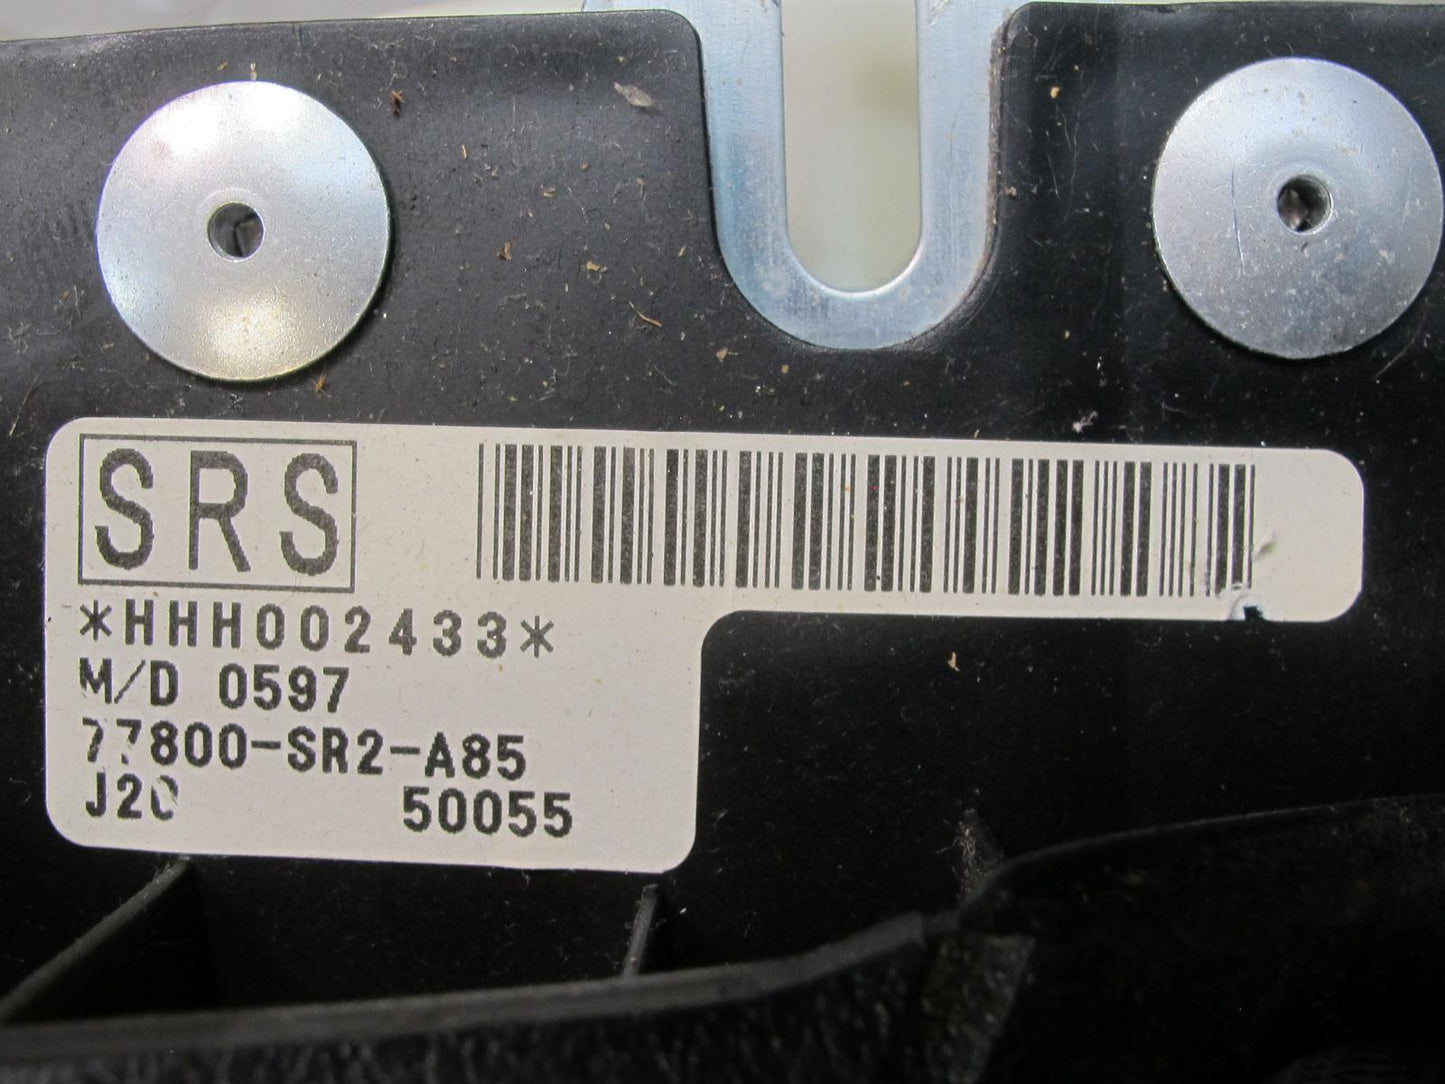 SRS
*HHH002433*
M/D 0597
77800-SR2-A85
J20 50055